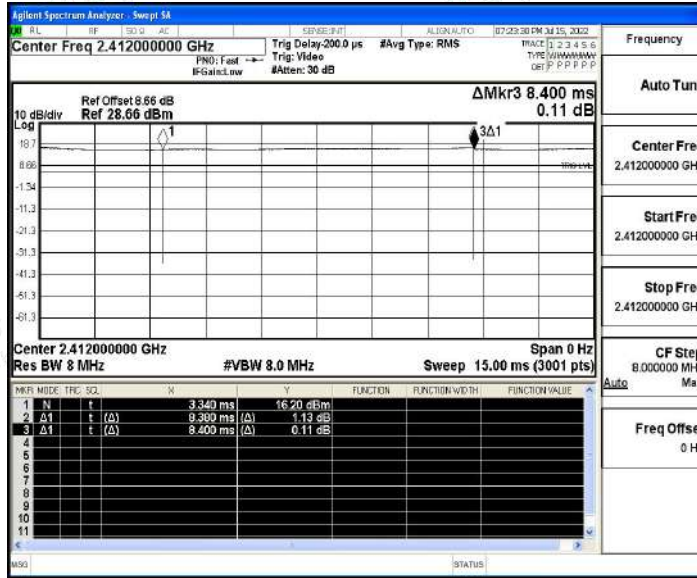 Agilent Spectrum Analyzer - Swept SA
RL RF 50 Ω AC SENSE:INT ALIGN AUTO 07:23:30 PM Jul 15, 2022
Center Freq 2.412000000 GHz
PNO: Fast
IFGain:Low
Trig Delay-200.0 µs
Trig: Video
#Atten: 30 dB
#Avg Type: RMS
TRACE 1 2 3 4 5 6
TYPE
DET P P P P P P
Frequency
Auto Tun
Center Fre
2.412000000 GH
Start Fre
2.412000000 GH
Stop Fre
2.412000000 GH
CF Step
8.000000 MH
Auto Ma
Freq Offse
0 H
ΔMkr3 8.400 ms
0.11 dB
Ref Offset 8.66 dB
10 dB/div Ref 28.66 dBm
Log
1
3Δ1
18.7
8.66
TRIG LVL
-1.34
-11.3
-21.3
-31.3
-41.3
-51.3
-61.3
Center 2.412000000 GHz Span 0 Hz
Res BW 8 MHz #VBW 8.0 MHz Sweep 15.00 ms (3001 pts)
MKR MODE TRC SCL X Y FUNCTION FUNCTION WIDTH FUNCTION VALUE
1 N t 3.340 ms 16.20 dBm
2 Δ1 t (Δ) 8.380 ms (Δ) 1.13 dB
3 Δ1 t (Δ) 8.400 ms (Δ) 0.11 dB
4
5
6
7
8
9
10
11
MSG STATUS